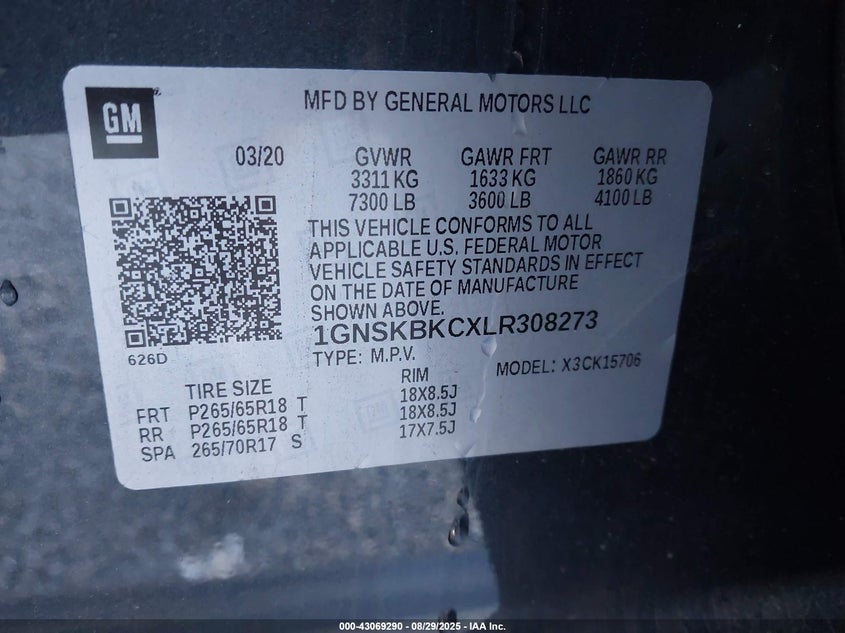 GM
MFD BY GENERAL MOTORS LLC
03/20 GVWR GAWR FRT GAWR RR
3311 KG 1633 KG 1860 KG
7300 LB 3600 LB 4100 LB
THIS VEHICLE CONFORMS TO ALL
APPLICABLE U.S. FEDERAL MOTOR
VEHICLE SAFETY STANDARDS IN EFFECT
ON THE DATE OF MANUFACTURE
SHOWN ABOVE.
1GNSKBKCXLR308273
626D
TYPE: M.P.V. MODEL: X3CK15706
TIRE SIZE RIM
FRT P265/65R18 T 18X8.5J
RR P265/65R18 T 18X8.5J
SPA 265/70R17 S 17X7.5J
000-43069290 - 08/29/2025 - IAA Inc.